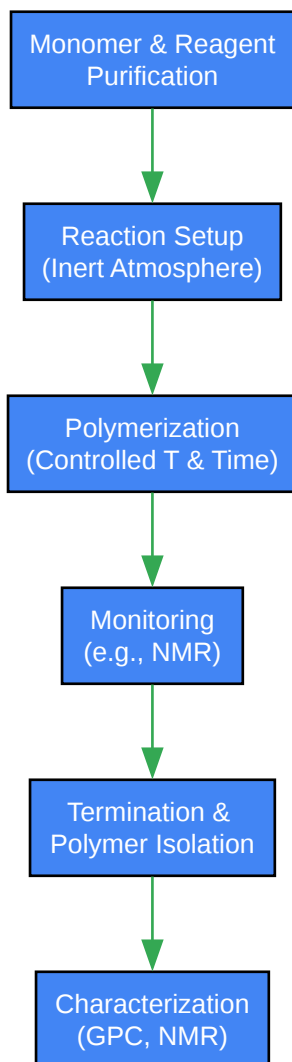 Monomer & Reagent
Purification
Reaction Setup
(Inert Atmosphere)
Polymerization
(Controlled T & Time)
Monitoring
(e.g., NMR)
Termination &
Polymer Isolation
Characterization
(GPC, NMR)